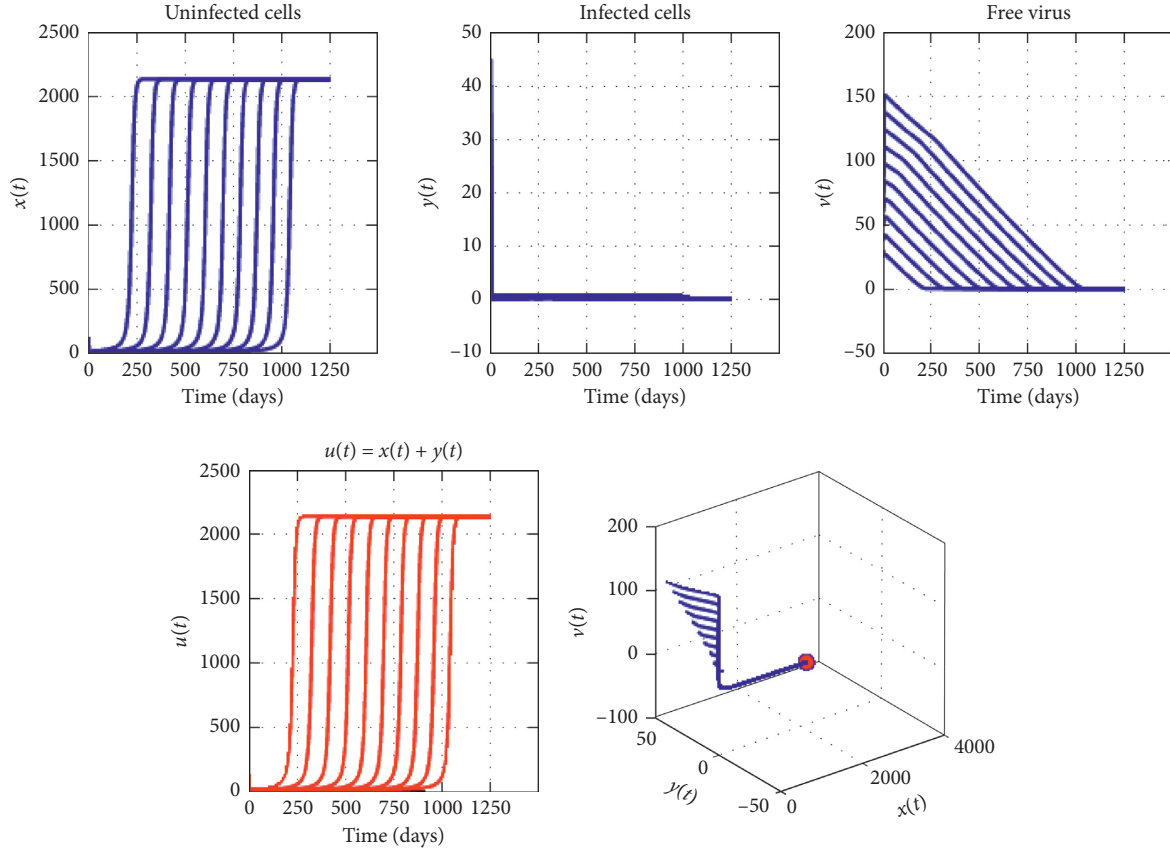 Uninfected cells
2500
2000
1500
1000
500
0
x(t)
0 250 500 750 1000 1250
Time (days)
Infected cells
50
40
30
20
10
0
−10
y(t)
0 250 500 750 1000 1250
Time (days)
Free virus
200
150
100
50
0
−50
v(t)
0 250 500 750 1000 1250
Time (days)
u(t) = x(t) + y(t)
2500
2000
1500
1000
500
0
u(t)
0 250 500 750 1000 1250
Time (days)
200
100
0
−100
v(t)
50
0
−50
y(t)
0
2000
4000
x(t)